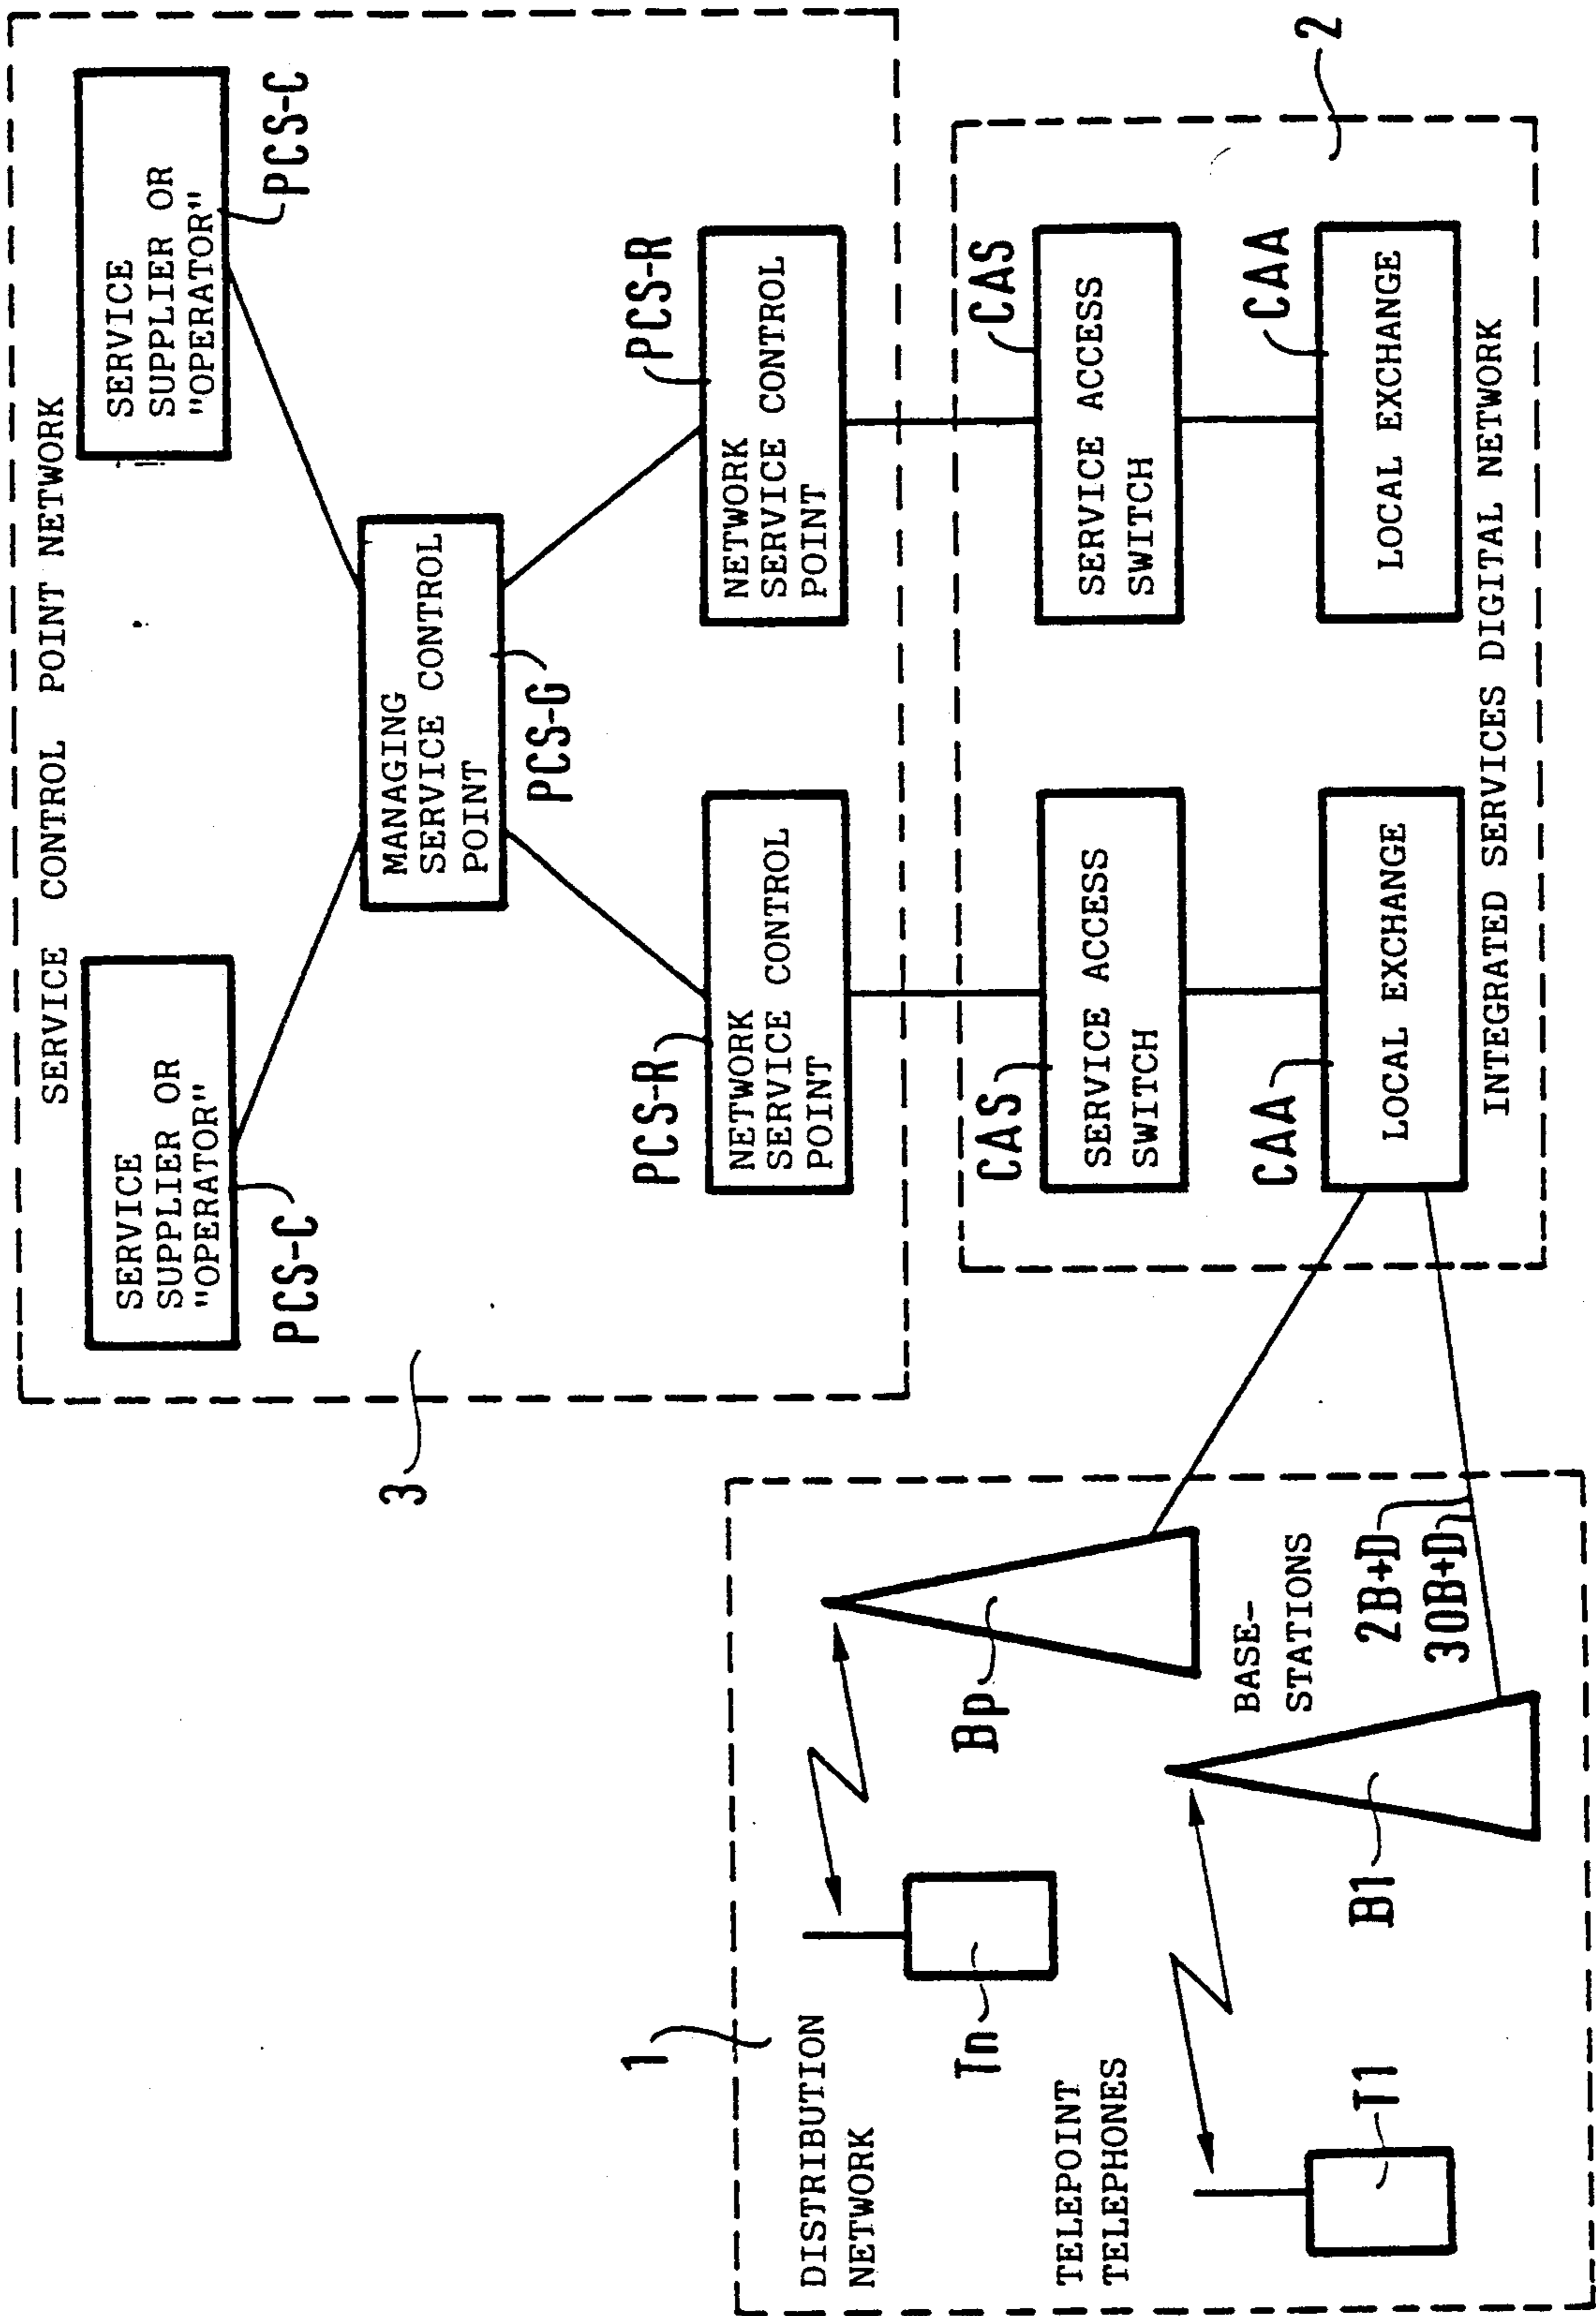 SERVICE CONTROL POINT NETWORK
SERVICE
SUPPLIER OR
"OPERATOR"
PCS-C
SERVICE
SUPPLIER OR
"OPERATOR"
PCS-C
MANAGING
SERVICE CONTROL
POINT
PCS-G
3
PCS-R
NETWORK
SERVICE CONTROL
POINT
PCS-R
NETWORK
SERVICE CONTROL
POINT
1
DISTRIBUTION
NETWORK
Tn
Bp
TELEPOINT
TELEPHONES
T1
B1
BASE-
STATIONS
2B+D
30B+D
CAS
SERVICE ACCESS
SWITCH
CAS
SERVICE ACCESS
SWITCH
2
CAA
LOCAL EXCHANGE
CAA
LOCAL EXCHANGE
INTEGRATED SERVICES DIGITAL NETWORK